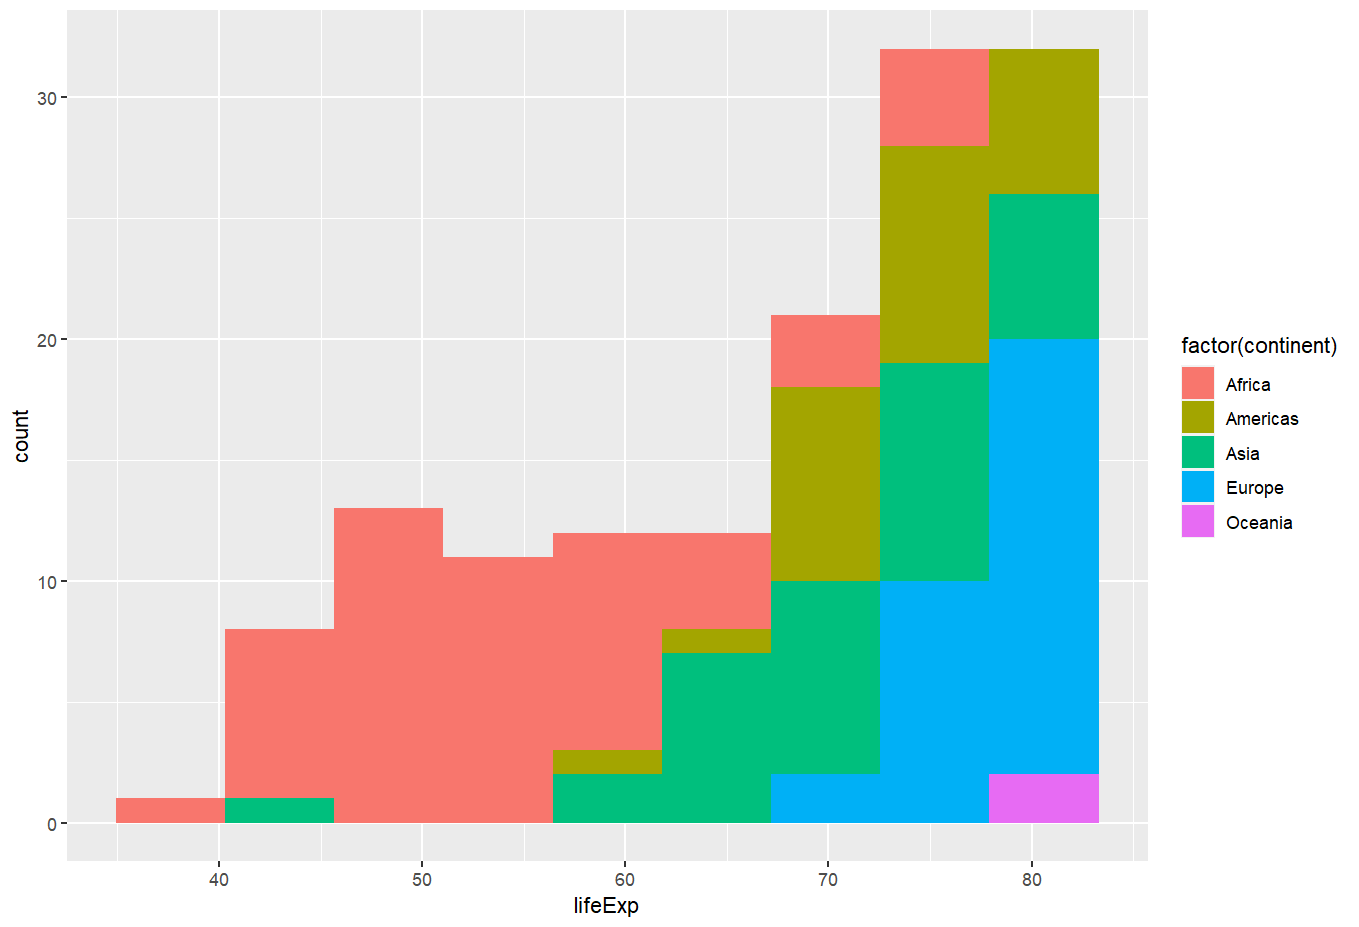 30
20
10
0
count
40 50 60 70 80
lifeExp
factor(continent)
Africa
Americas
Asia
Europe
Oceania